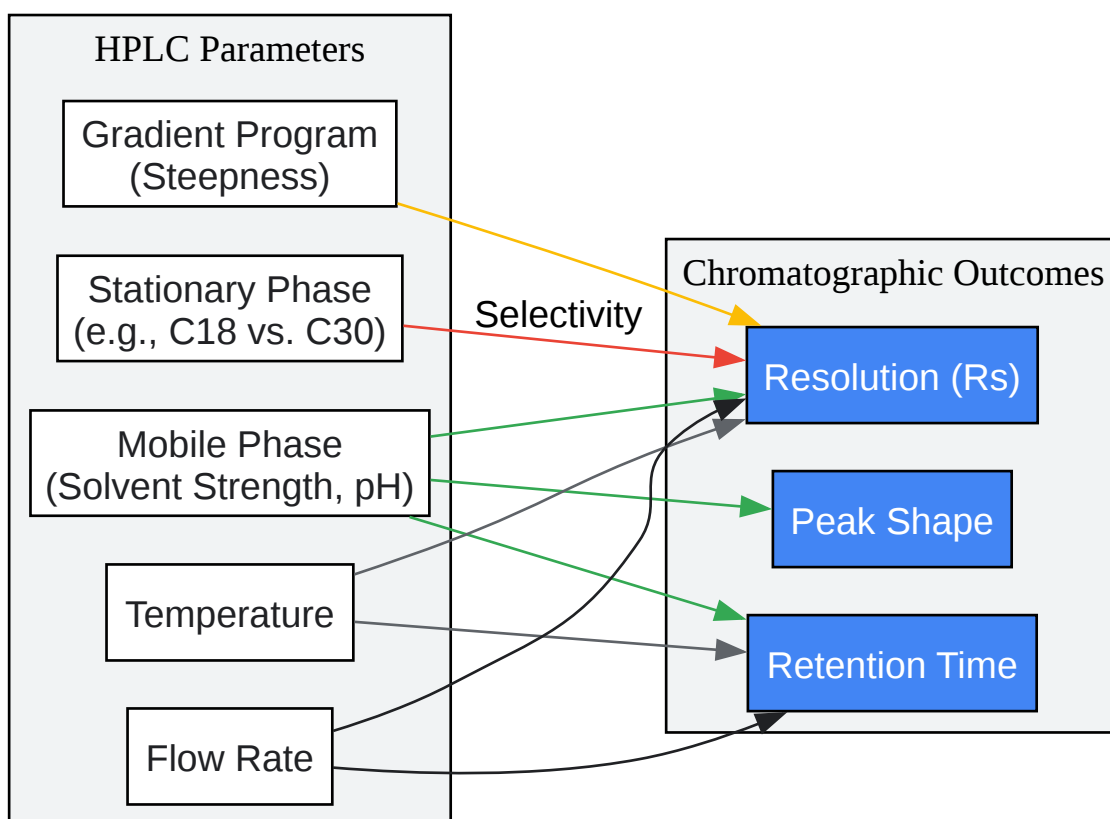 HPLC Parameters
Gradient Program
(Steepness)
Stationary Phase
(e.g., C18 vs. C30)
Mobile Phase
(Solvent Strength, pH)
Temperature
Flow Rate
Selectivity
Chromatographic Outcomes
Resolution (Rs)
Peak Shape
Retention Time